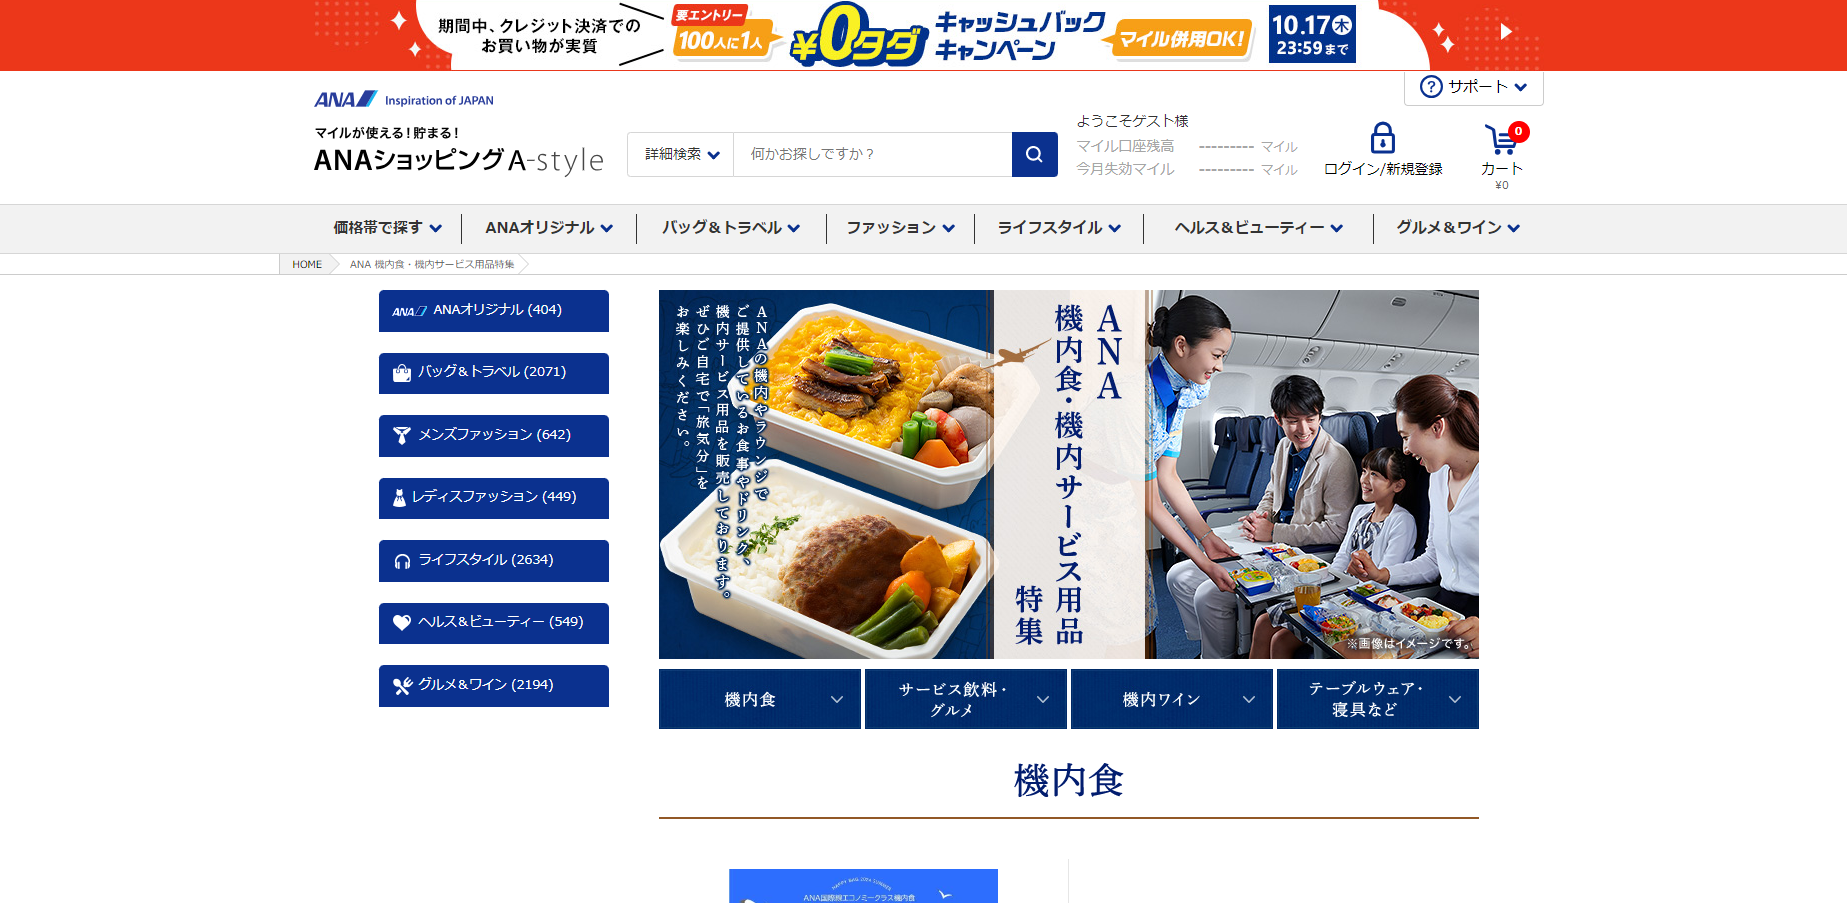 期間中、クレジット決済での
お買い物が実質
要エントリー
100人に1人
¥0タダ
キャッシュバック
キャンペーン
マイル併用OK!
10.17木
23:59まで
? サポート
ANA Inspiration of JAPAN
マイルが使える!貯まる!
ANAショッピング A-style
詳細検索
何かお探しですか？
ようこそゲスト様
マイル口座残高 --------- マイル
今月失効マイル --------- マイル
ログイン/新規登録
0
カート
¥0
価格帯で探す
ANAオリジナル
バッグ＆トラベル
ファッション
ライフスタイル
ヘルス＆ビューティー
グルメ＆ワイン
HOME
ANA 機内食・機内サービス用品特集
ANA ANAオリジナル (404)
バッグ＆トラベル (2071)
メンズファッション (642)
レディスファッション (449)
ライフスタイル (2634)
ヘルス＆ビューティー (549)
グルメ＆ワイン (2194)
ANA
機内食・機内サービス用品
特集
ANAの機内やラウンジで
ご提供しているお食事やドリンク、
機内サービス用品を販売しております。
ぜひご自宅で「旅気分」を
お楽しみください。
※画像はイメージです。
機内食
サービス飲料・
グルメ
機内ワイン
テーブルウェア・
寝具など
機内食
HAPPY BAG 2024 SUMMER
ANA国際線エコノミークラス機内食